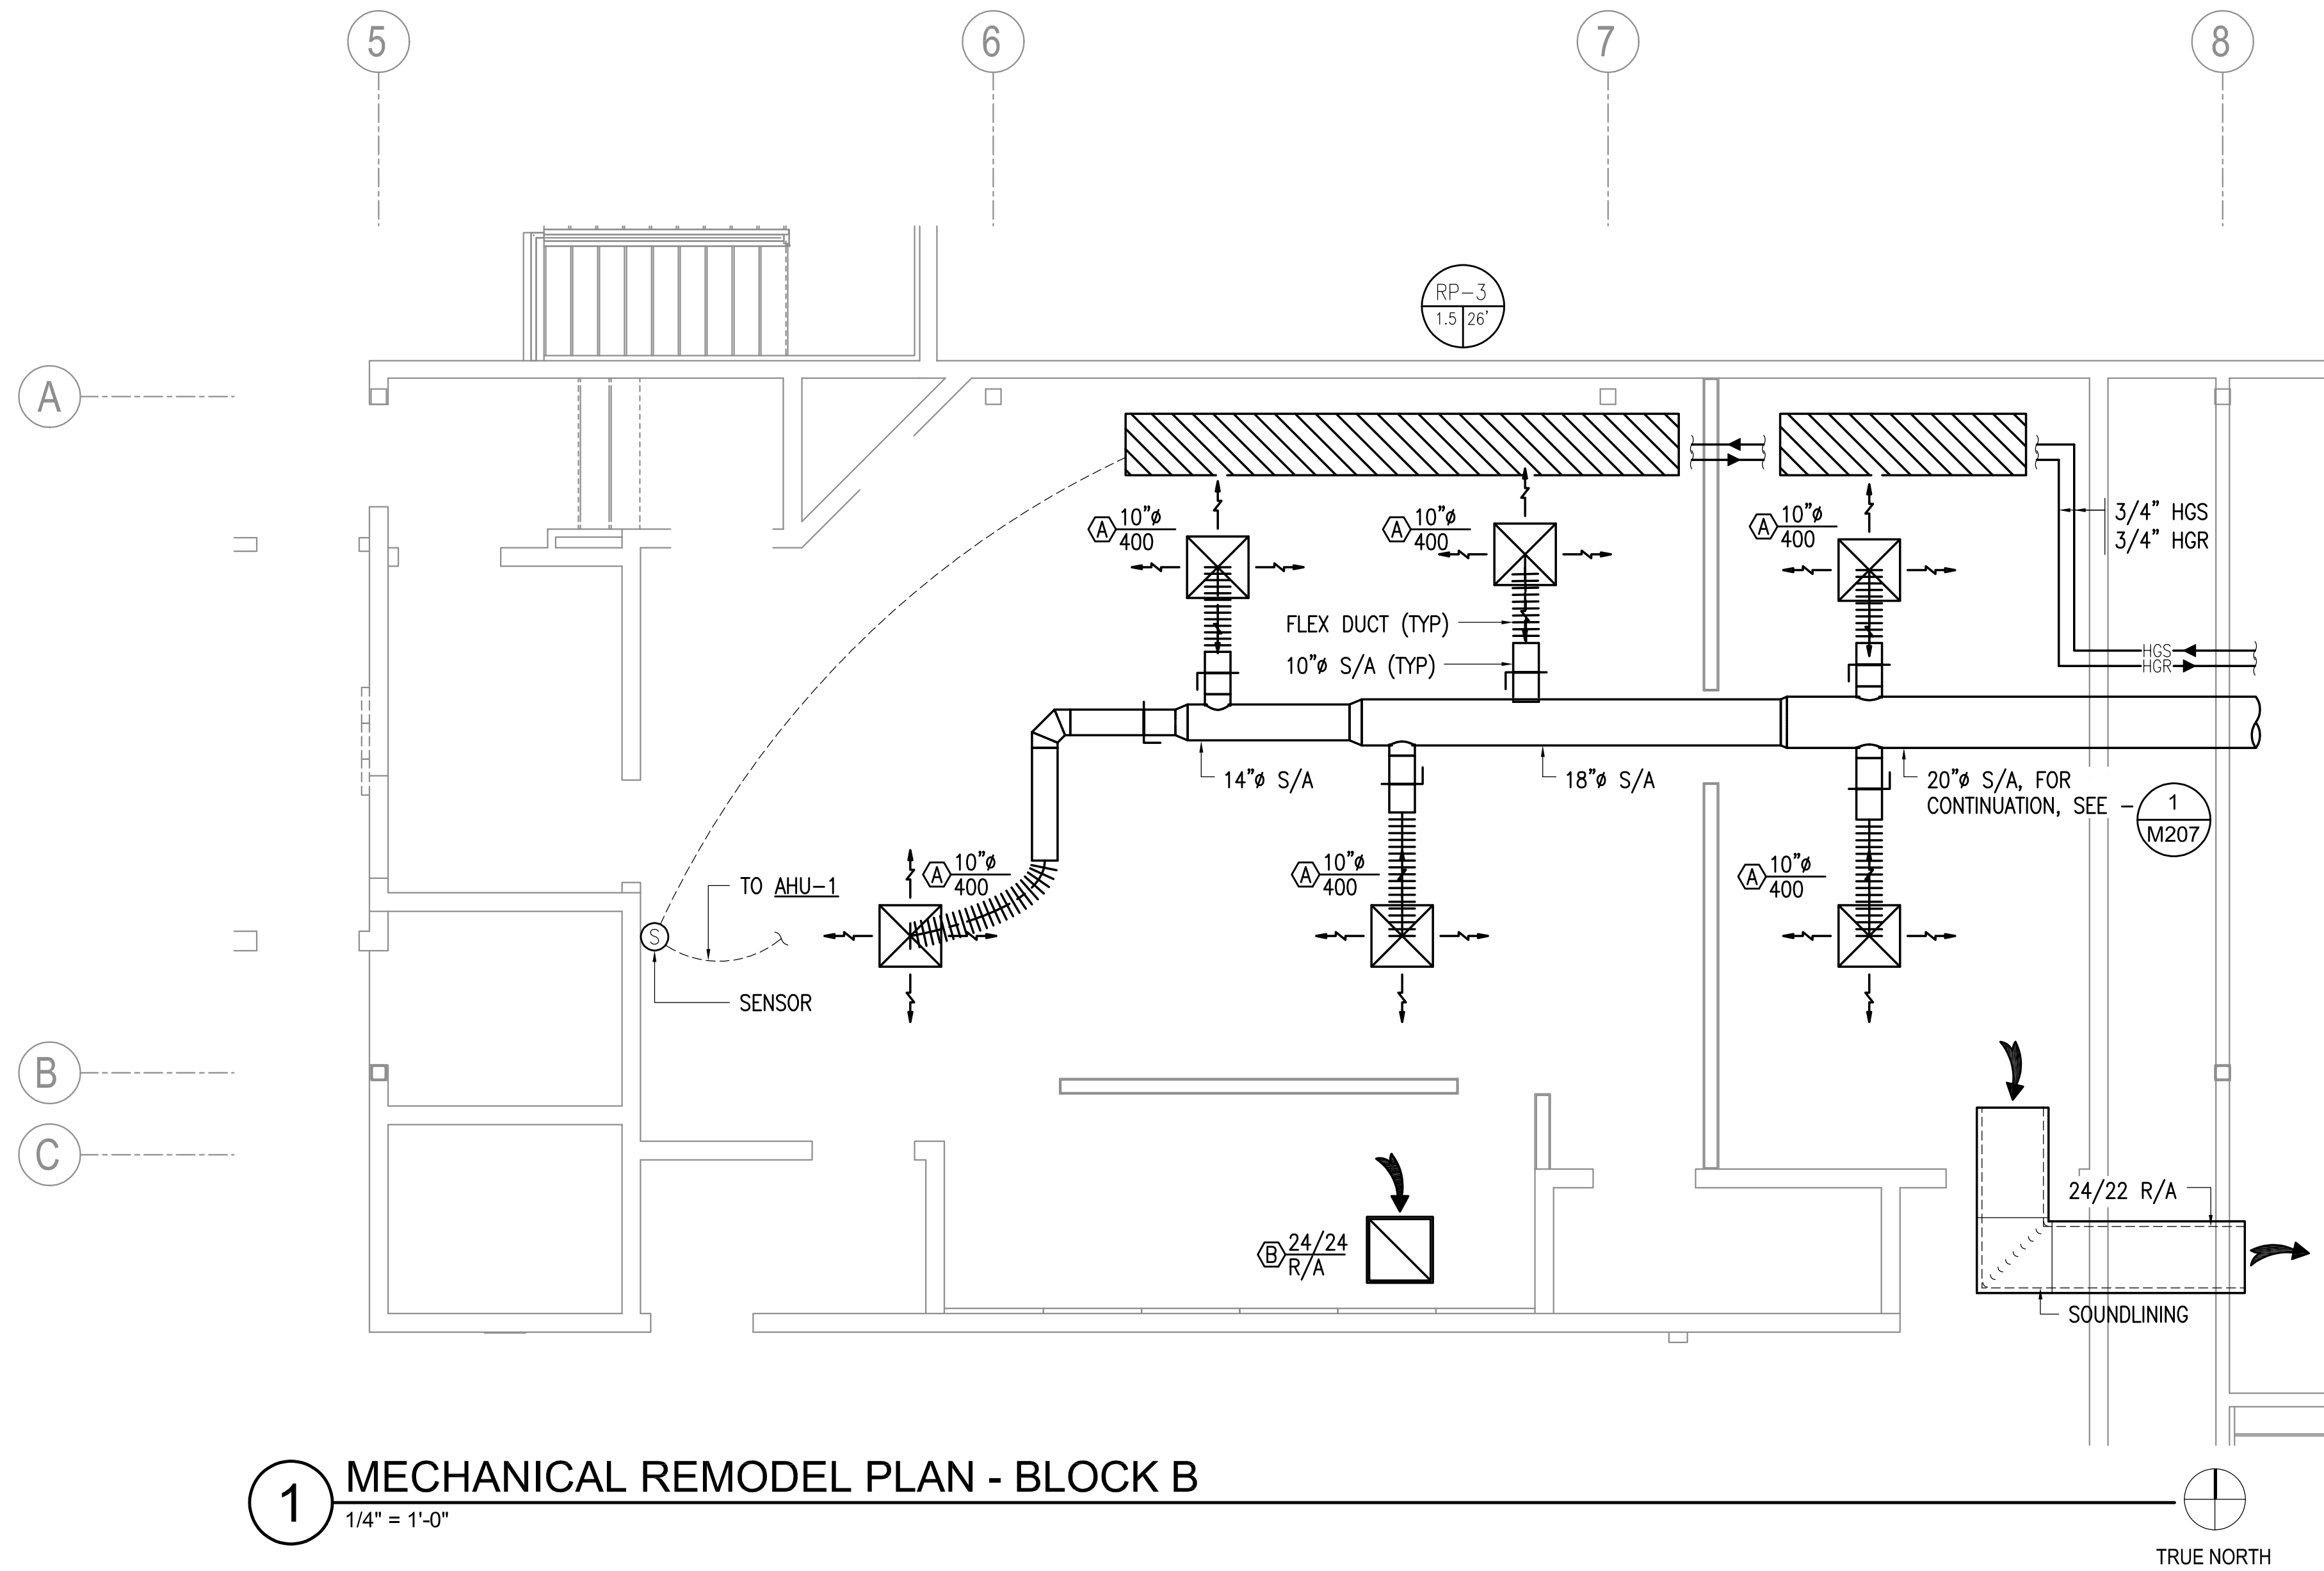 5
6
7
8
RP-3
1.5 26'
A
A 10"ø
400
A 10"ø
400
A 10"ø
400
3/4" HGS
3/4" HGR
FLEX DUCT (TYP)
10"ø S/A (TYP)
HGS
HGR
14"ø S/A
18"ø S/A
20"ø S/A, FOR
CONTINUATION, SEE -
1
M207
TO AHU-1
A 10"ø
400
A 10"ø
400
A 10"ø
400
S
SENSOR
B
C
24/22 R/A
B 24/24
R/A
SOUNDLINING
1
MECHANICAL REMODEL PLAN - BLOCK B
1/4" = 1'-0"
TRUE NORTH